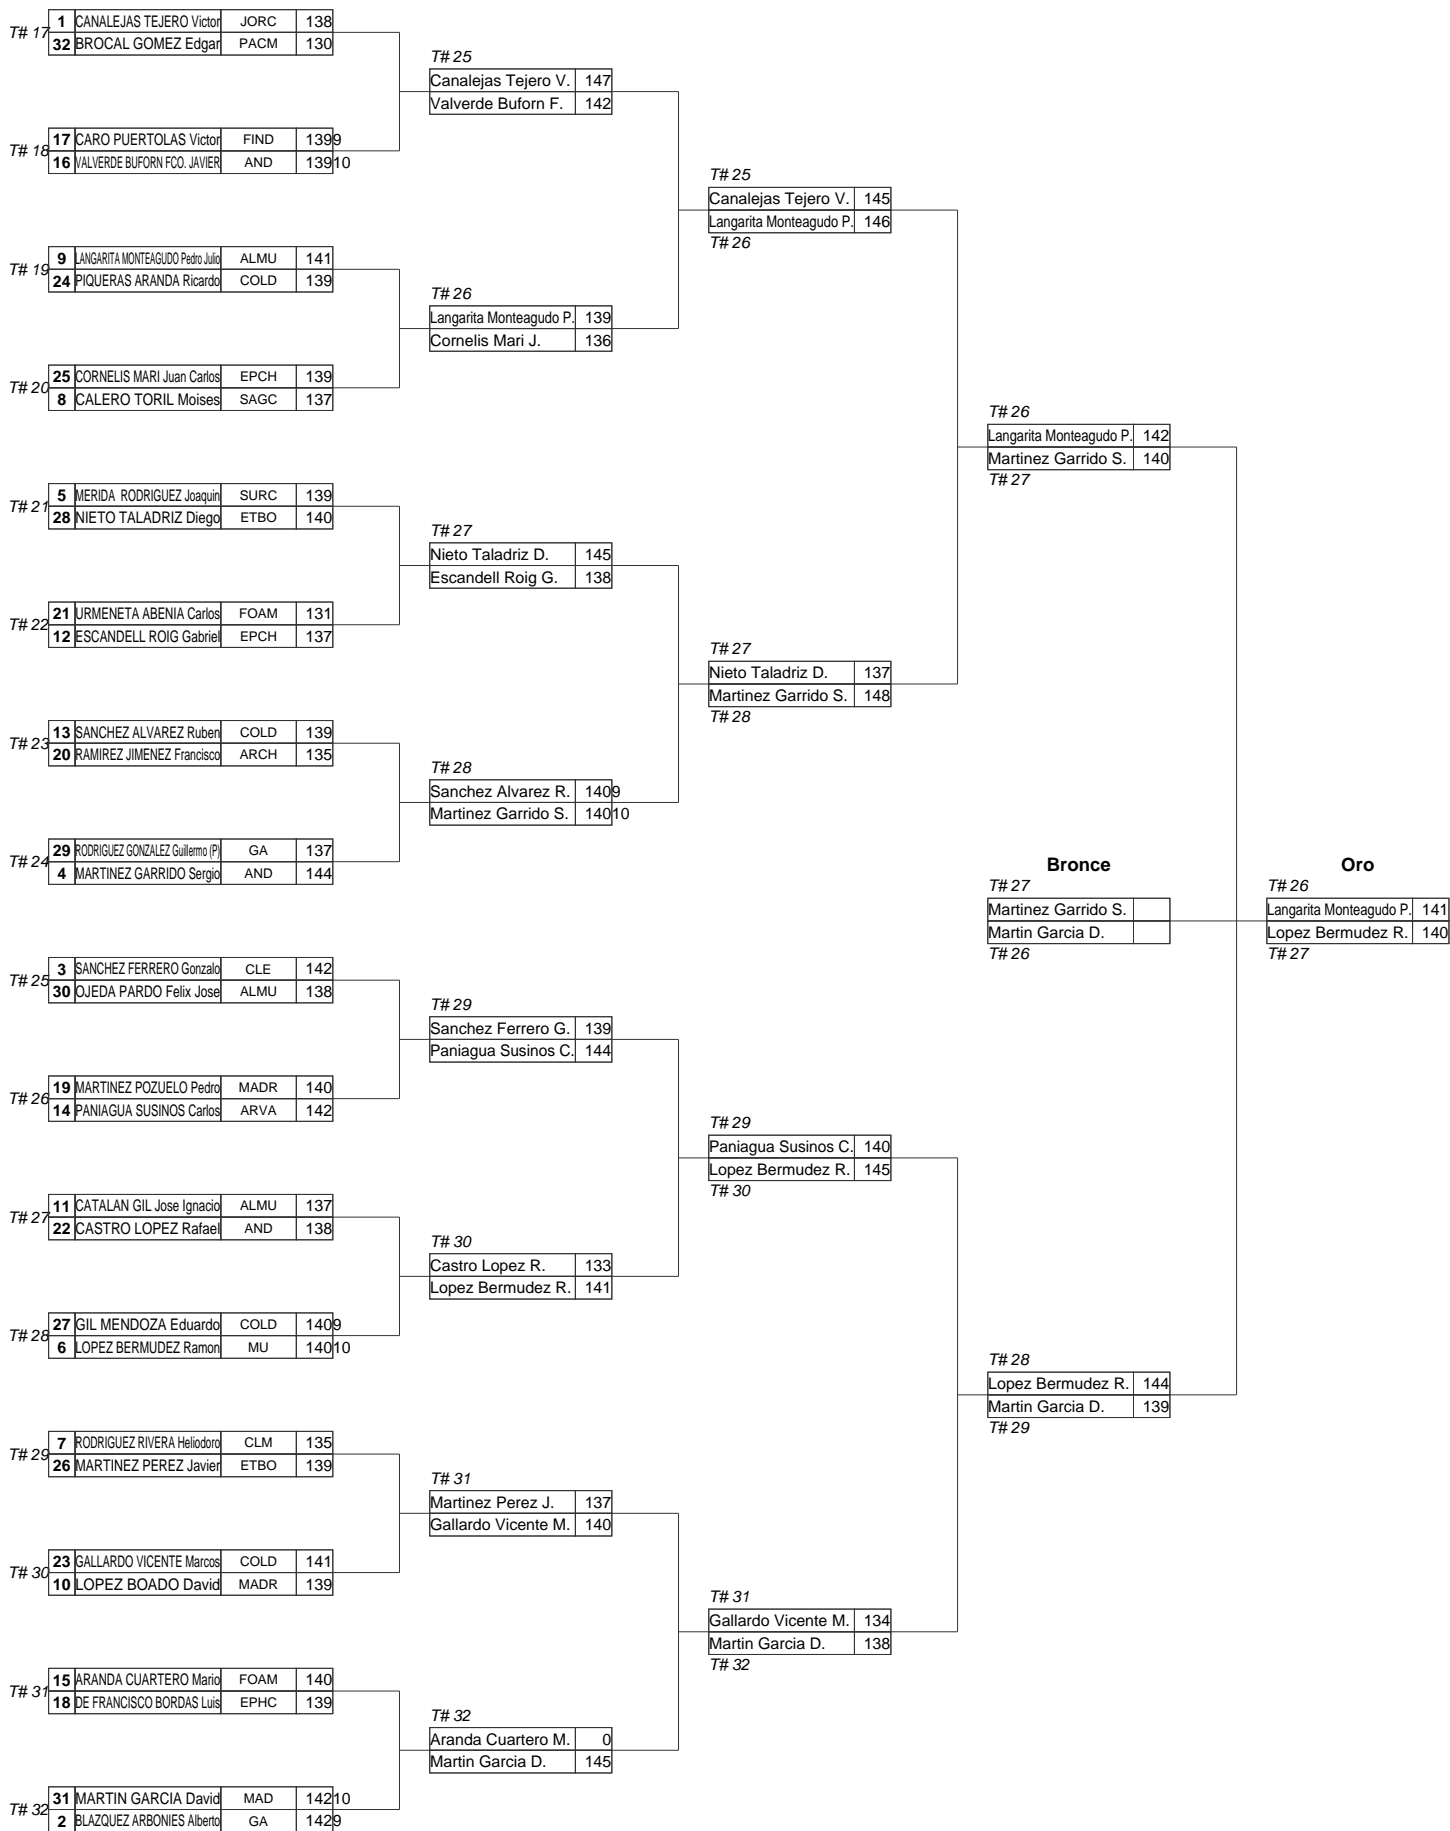 T# 17
1 CANALEJAS TEJERO Victor JORC 138
32 BROCAL GOMEZ Edgar PACM 130
T# 25
Canalejas Tejero V. 147
Valverde Buforn F. 142
T# 18
17 CARO PUERTOLAS Victor FIND 139 9
16 VALVERDE BUFORN FCO. JAVIER AND 139 10
T# 25
Canalejas Tejero V. 145
Langarita Monteagudo P. 146
T# 26
T# 19
9 LANGARITA MONTEAGUDO Pedro Julio ALMU 141
24 PIQUERAS ARANDA Ricardo COLD 139
T# 26
Langarita Monteagudo P. 139
Cornelis Mari J. 136
T# 20
25 CORNELIS MARI Juan Carlos EPCH 139
8 CALERO TORIL Moises SAGC 137
T# 26
Langarita Monteagudo P. 142
Martinez Garrido S. 140
T# 27
T# 21
5 MERIDA RODRIGUEZ Joaquin SURC 139
28 NIETO TALADRIZ Diego ETBO 140
T# 27
Nieto Taladriz D. 145
Escandell Roig G. 138
T# 22
21 URMENETA ABENIA Carlos FOAM 131
12 ESCANDELL ROIG Gabriel EPCH 137
T# 27
Nieto Taladriz D. 137
Martinez Garrido S. 148
T# 28
T# 23
13 SANCHEZ ALVAREZ Ruben COLD 139
20 RAMIREZ JIMENEZ Francisco ARCH 135
T# 28
Sanchez Alvarez R. 140 9
Martinez Garrido S. 140 10
T# 24
29 RODRIGUEZ GONZALEZ Guillermo (P) GA 137
4 MARTINEZ GARRIDO Sergio AND 144
Bronce
T# 27
Martinez Garrido S.
Martin Garcia D.
T# 26
Oro
T# 26
Langarita Monteagudo P. 141
Lopez Bermudez R. 140
T# 27
T# 25
3 SANCHEZ FERRERO Gonzalo CLE 142
30 OJEDA PARDO Felix Jose ALMU 138
T# 29
Sanchez Ferrero G. 139
Paniagua Susinos C. 144
T# 26
19 MARTINEZ POZUELO Pedro MADR 140
14 PANIAGUA SUSINOS Carlos ARVA 142
T# 29
Paniagua Susinos C. 140
Lopez Bermudez R. 145
T# 30
T# 27
11 CATALAN GIL Jose Ignacio ALMU 137
22 CASTRO LOPEZ Rafael AND 138
T# 30
Castro Lopez R. 133
Lopez Bermudez R. 141
T# 28
27 GIL MENDOZA Eduardo COLD 140 9
6 LOPEZ BERMUDEZ Ramon MU 140 10
T# 28
Lopez Bermudez R. 144
Martin Garcia D. 139
T# 29
T# 29
7 RODRIGUEZ RIVERA Heliodoro CLM 135
26 MARTINEZ PEREZ Javier ETBO 139
T# 31
Martinez Perez J. 137
Gallardo Vicente M. 140
T# 30
23 GALLARDO VICENTE Marcos COLD 141
10 LOPEZ BOADO David MADR 139
T# 31
Gallardo Vicente M. 134
Martin Garcia D. 138
T# 32
T# 31
15 ARANDA CUARTERO Mario FOAM 140
18 DE FRANCISCO BORDAS Luis EPHC 139
T# 32
Aranda Cuartero M. 0
Martin Garcia D. 145
T# 32
31 MARTIN GARCIA David MAD 142 10
2 BLAZQUEZ ARBONIES Alberto GA 142 9